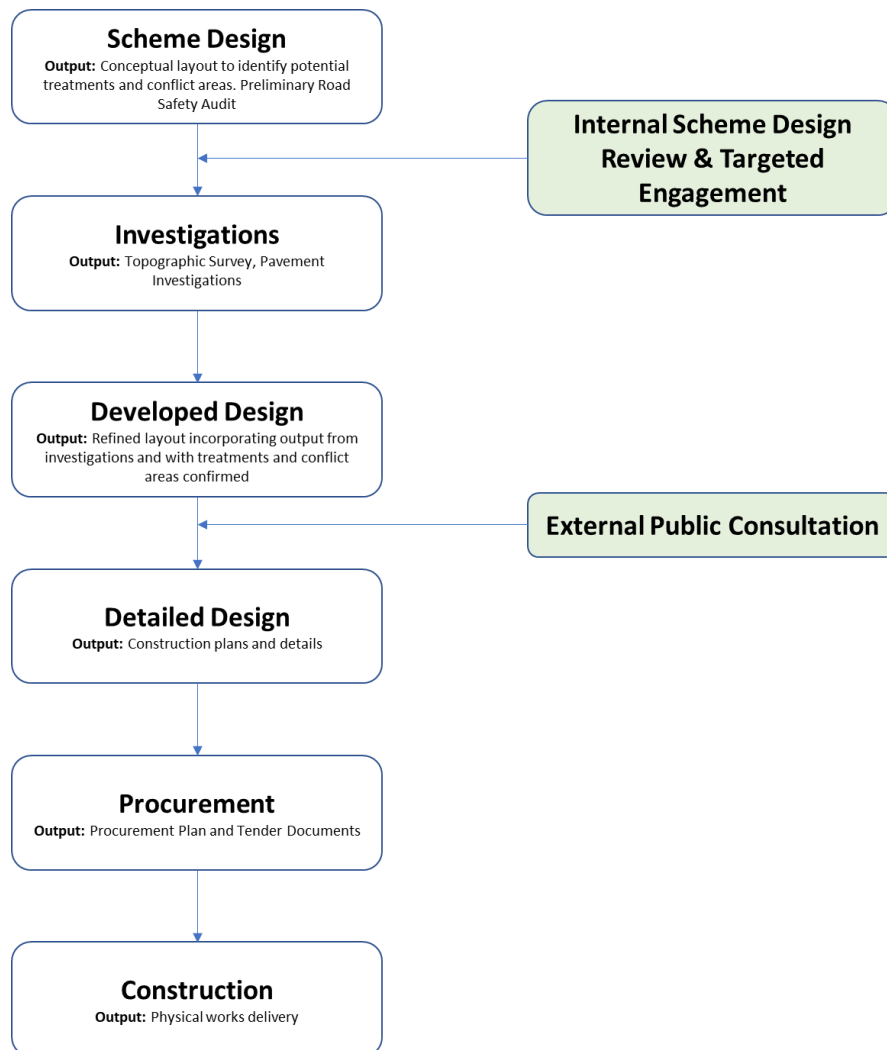 Scheme Design
Output: Conceptual layout to identify potential
treatments and conflict areas. Preliminary Road
Safety Audit
Internal Scheme Design
Review & Targeted
Engagement
Investigations
Output: Topographic Survey, Pavement
Investigations
Developed Design
Output: Refined layout incorporating output from
investigations and with treatments and conflict
areas confirmed
External Public Consultation
Detailed Design
Output: Construction plans and details
Procurement
Output: Procurement Plan and Tender Documents
Construction
Output: Physical works delivery